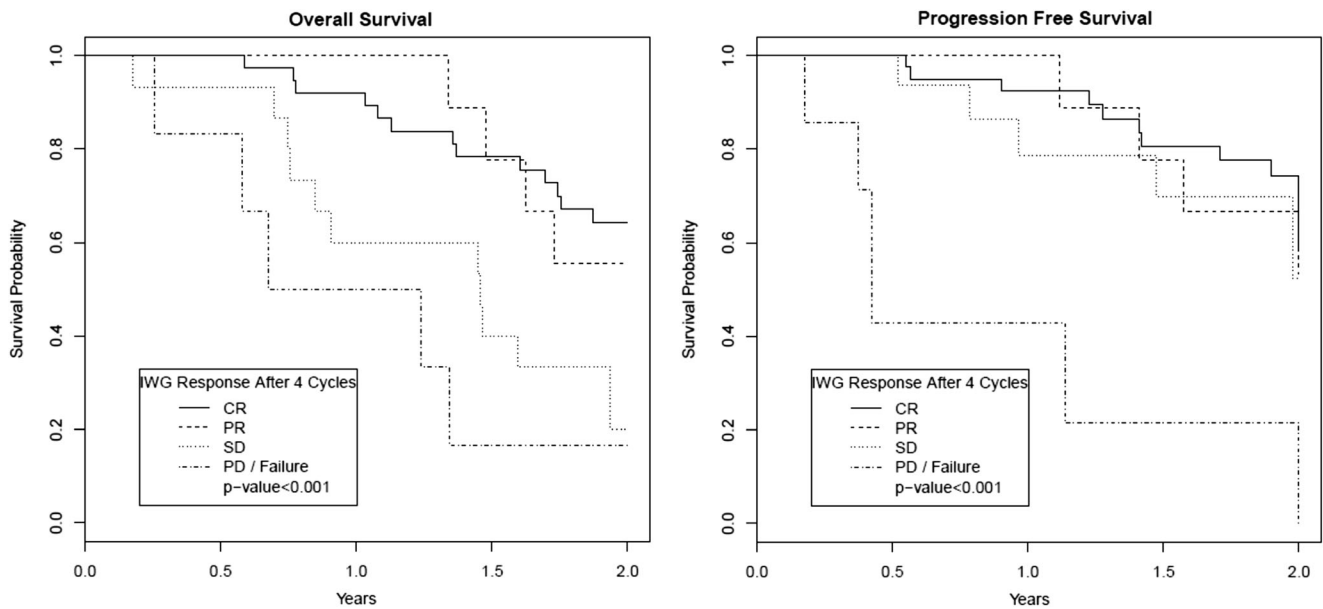 Overall Survival
Survival Probability
1.0
0.8
0.6
0.4
0.2
0.0
IWG Response After 4 Cycles
CR
PR
SD
PD / Failure
p-value<0.001
0.0 0.5 1.0 1.5 2.0
Years
Progression Free Survival
Survival Probability
1.0
0.8
0.6
0.4
0.2
0.0
IWG Response After 4 Cycles
CR
PR
SD
PD / Failure
p-value<0.001
0.0 0.5 1.0 1.5 2.0
Years